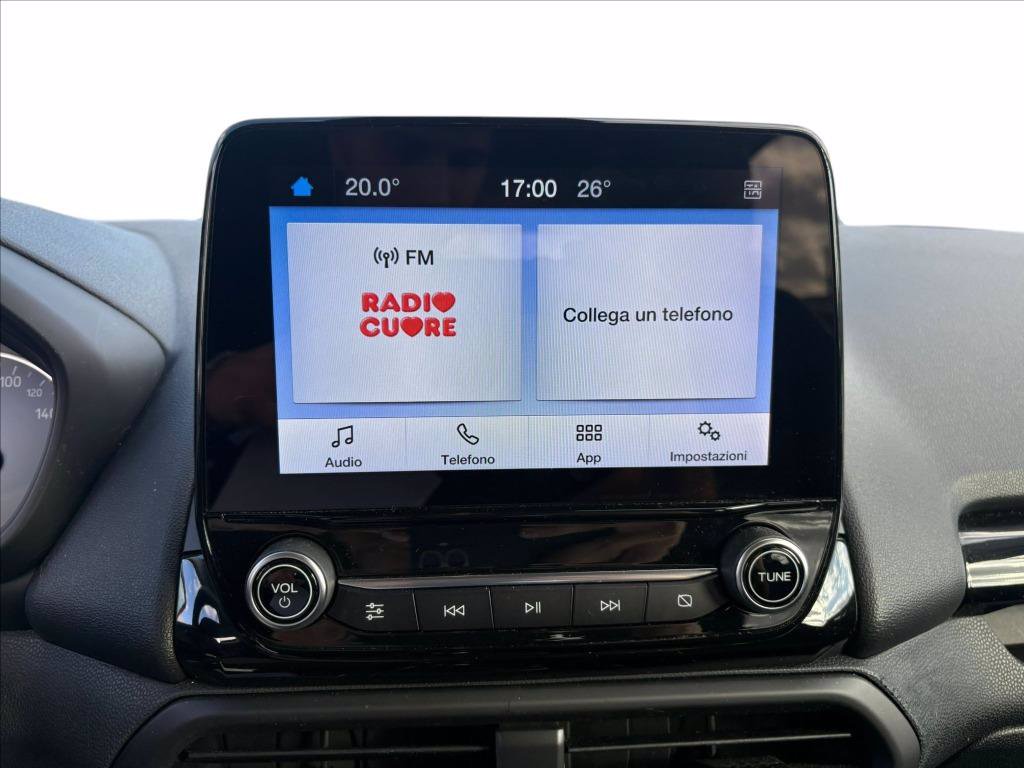 20.0° 17:00 26°
FM
RADIO
CUORE
Collega un telefono
Audio Telefono App Impostazioni
100
120
140
VOL
TUNE